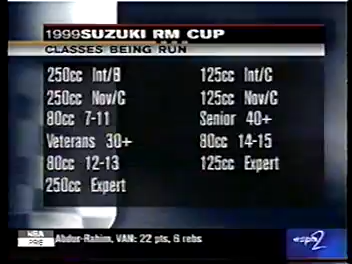 1999 SUZUKI RM CUP
CLASSES BEING RUN
250cc Int/B
125cc Int/C
250cc Nov/C
125cc Nov/C
80cc 7-11
Senior 40+
Veterans 30+
80cc 14-15
80cc 12-13
125cc Expert
250cc Expert
NBA
PRE
Abdur-Rahim, VAN: 22 pts, 6 rebs
espn2